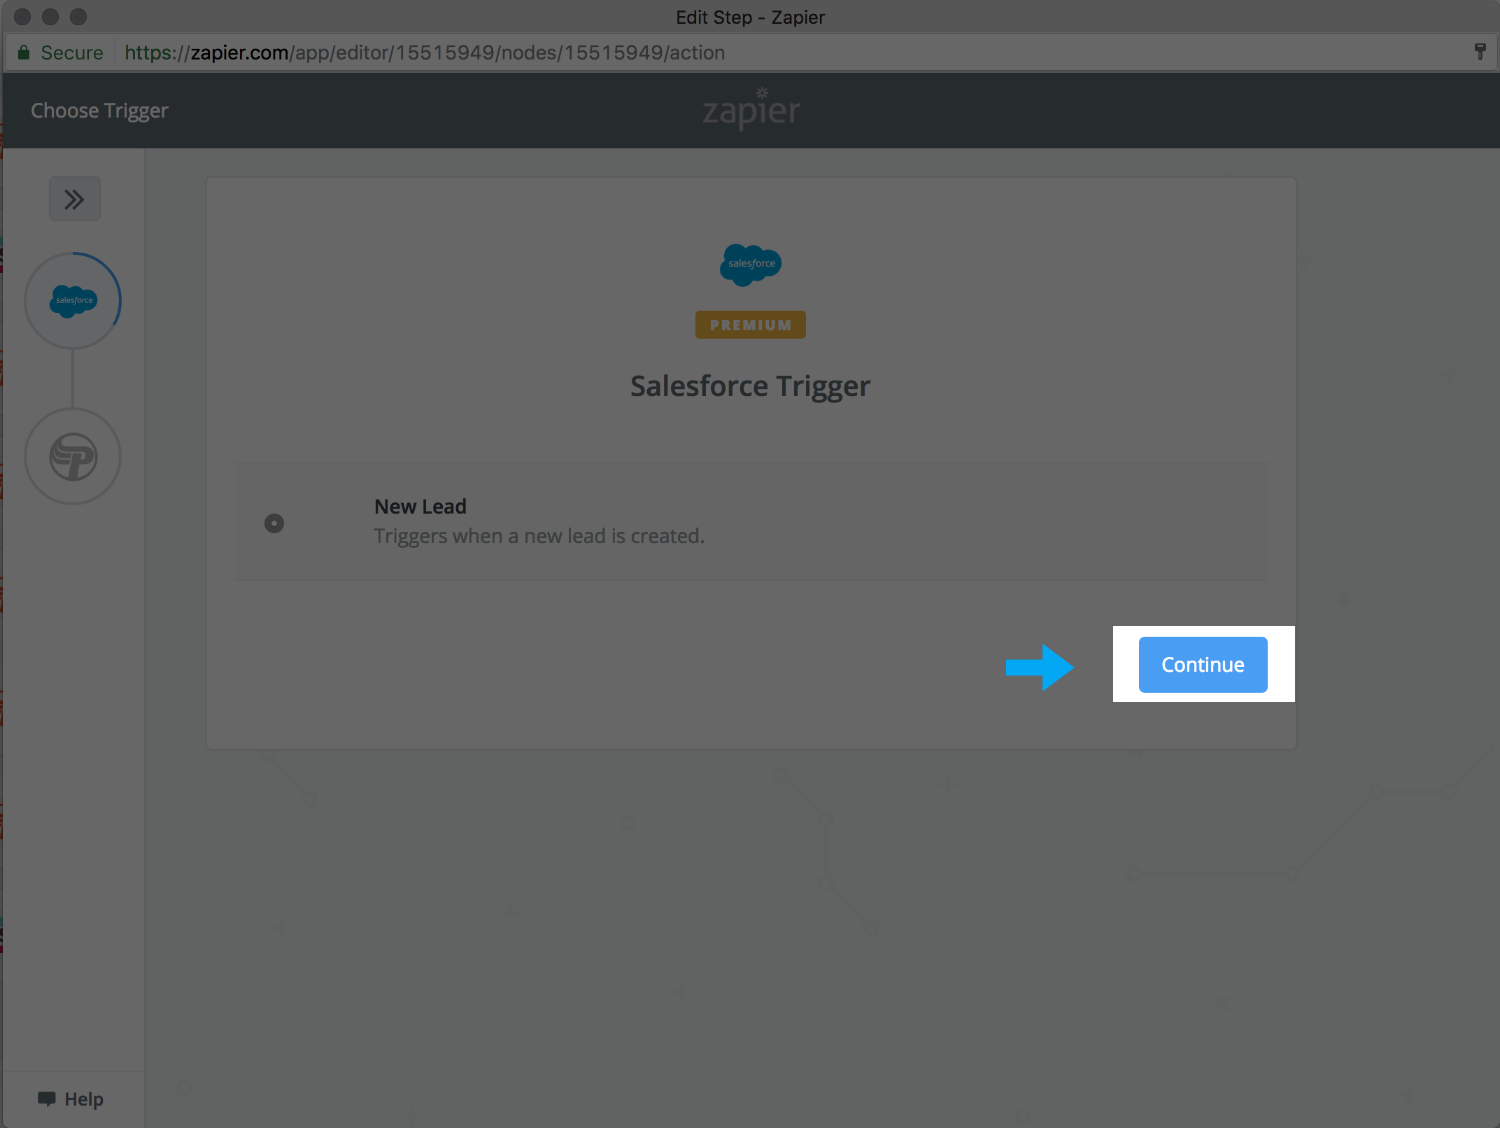 Edit Step - Zapier
Secure https://zapier.com/app/editor/15515949/nodes/15515949/action
Choose Trigger
zapier
salesforce
salesforce
PREMIUM
Salesforce Trigger
SP
New Lead
Triggers when a new lead is created.
Continue
Help